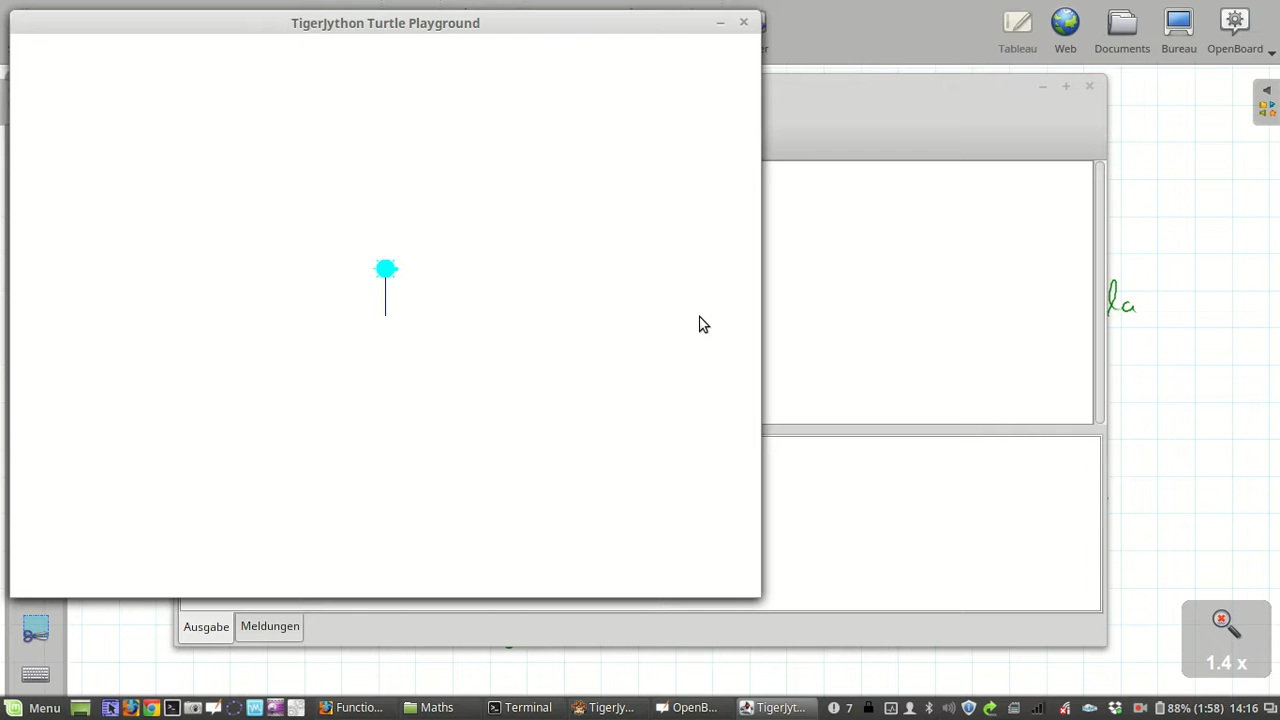 TigerJython Turtle Playground
Tableau
Web
Documents
Bureau
OpenBoard
la
Ausgabe
Meldungen
1.4 x
Menu
Functio...
Maths
Terminal
TigerJy...
OpenB...
TigerJyt...
7
88% (1:58)
14:16